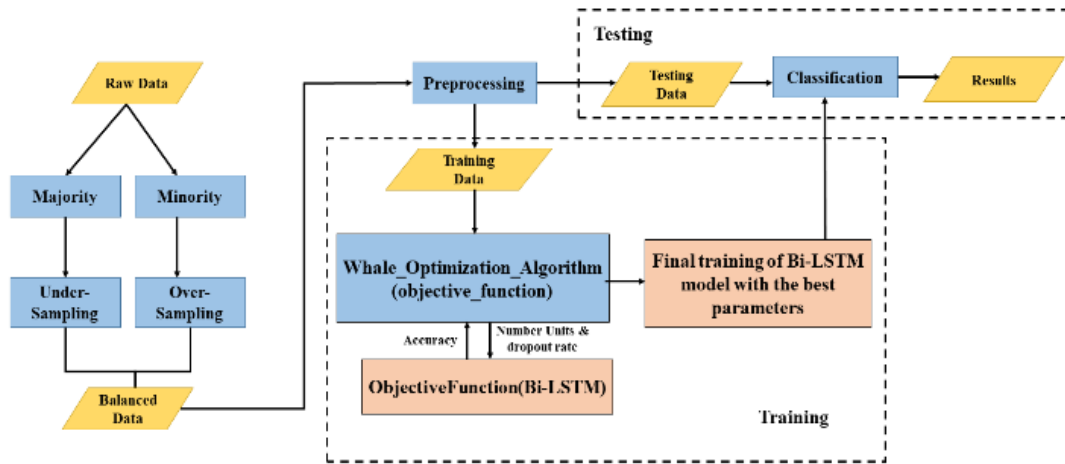 Testing
Raw Data
Preprocessing
Testing
Data
Classification
Results
Training
Data
Majority
Minority
Whale_Optimization_Algorithm
(objective_function)
Final training of Bi-LSTM
model with the best
parameters
Under-
Sampling
Over-
Sampling
Accuracy
Number Units &
dropout rate
ObjectiveFunction(Bi-LSTM)
Balanced
Data
Training